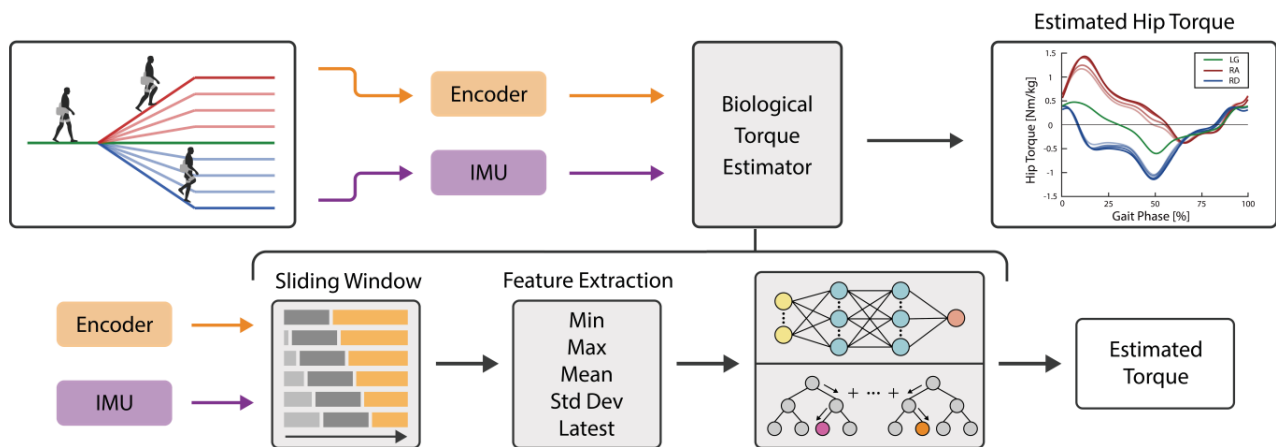 Estimated Hip Torque
Encoder
IMU
Biological
Torque
Estimator
Hip Torque [Nm/kg]
1.5
1
0.5
0
-0.5
-1
-1.5
LG
RA
RD
0
25
50
75
100
Gait Phase [%]
Sliding Window
Feature Extraction
Encoder
IMU
Min
Max
Mean
Std Dev
Latest
+ ... +
Estimated
Torque